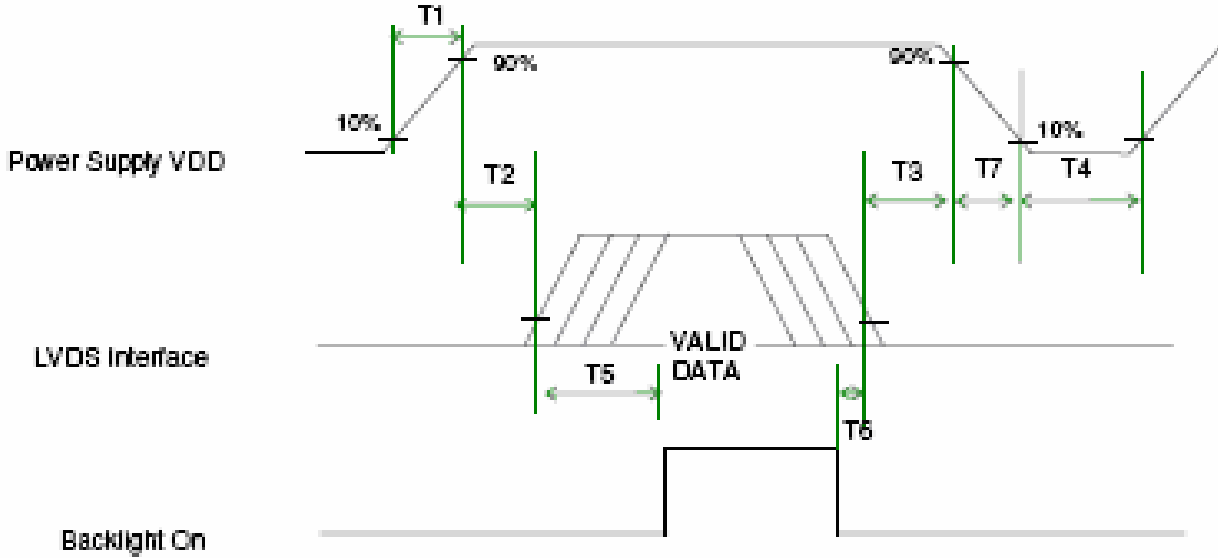 T1
90%
90%
10%
10%
Power Supply VDD
T2
T3
T7
T4
LVDS Interface
VALID
DATA
T5
T6
Backlight On